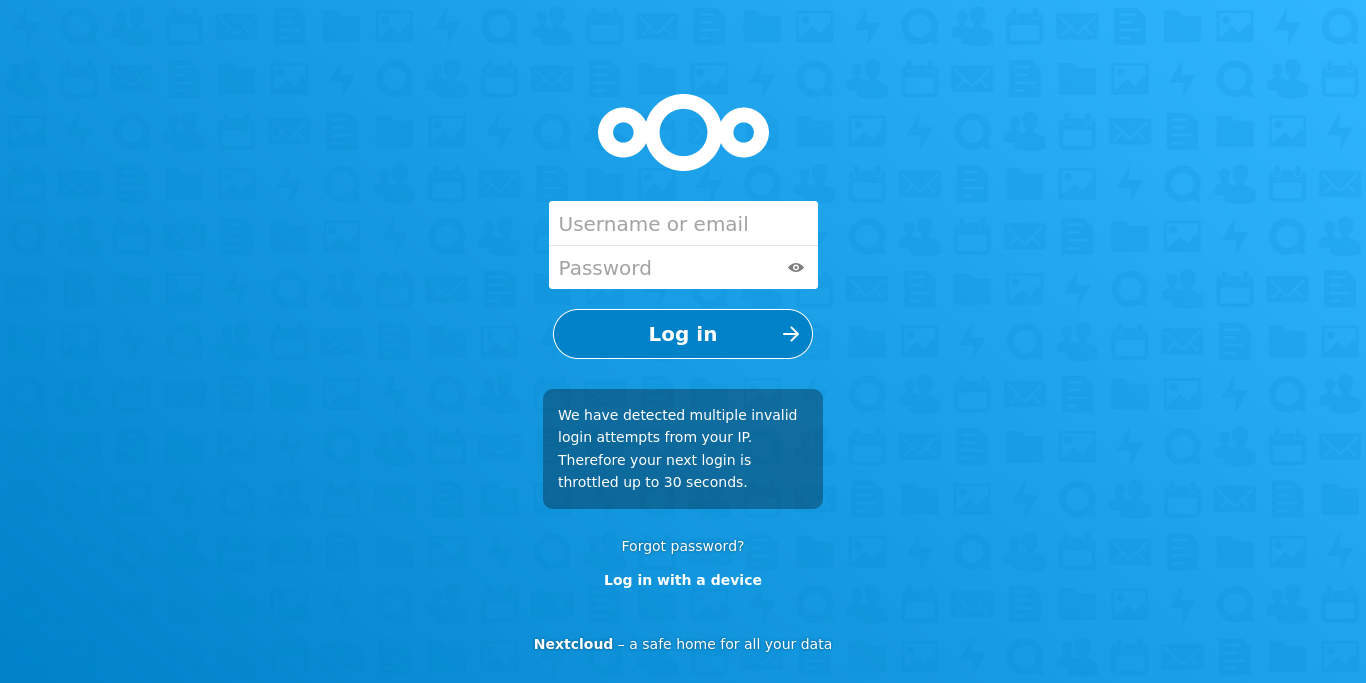 Username or email
Password
Log in
We have detected multiple invalid
login attempts from your IP.
Therefore your next login is
throttled up to 30 seconds.
Forgot password?
Log in with a device
Nextcloud – a safe home for all your data